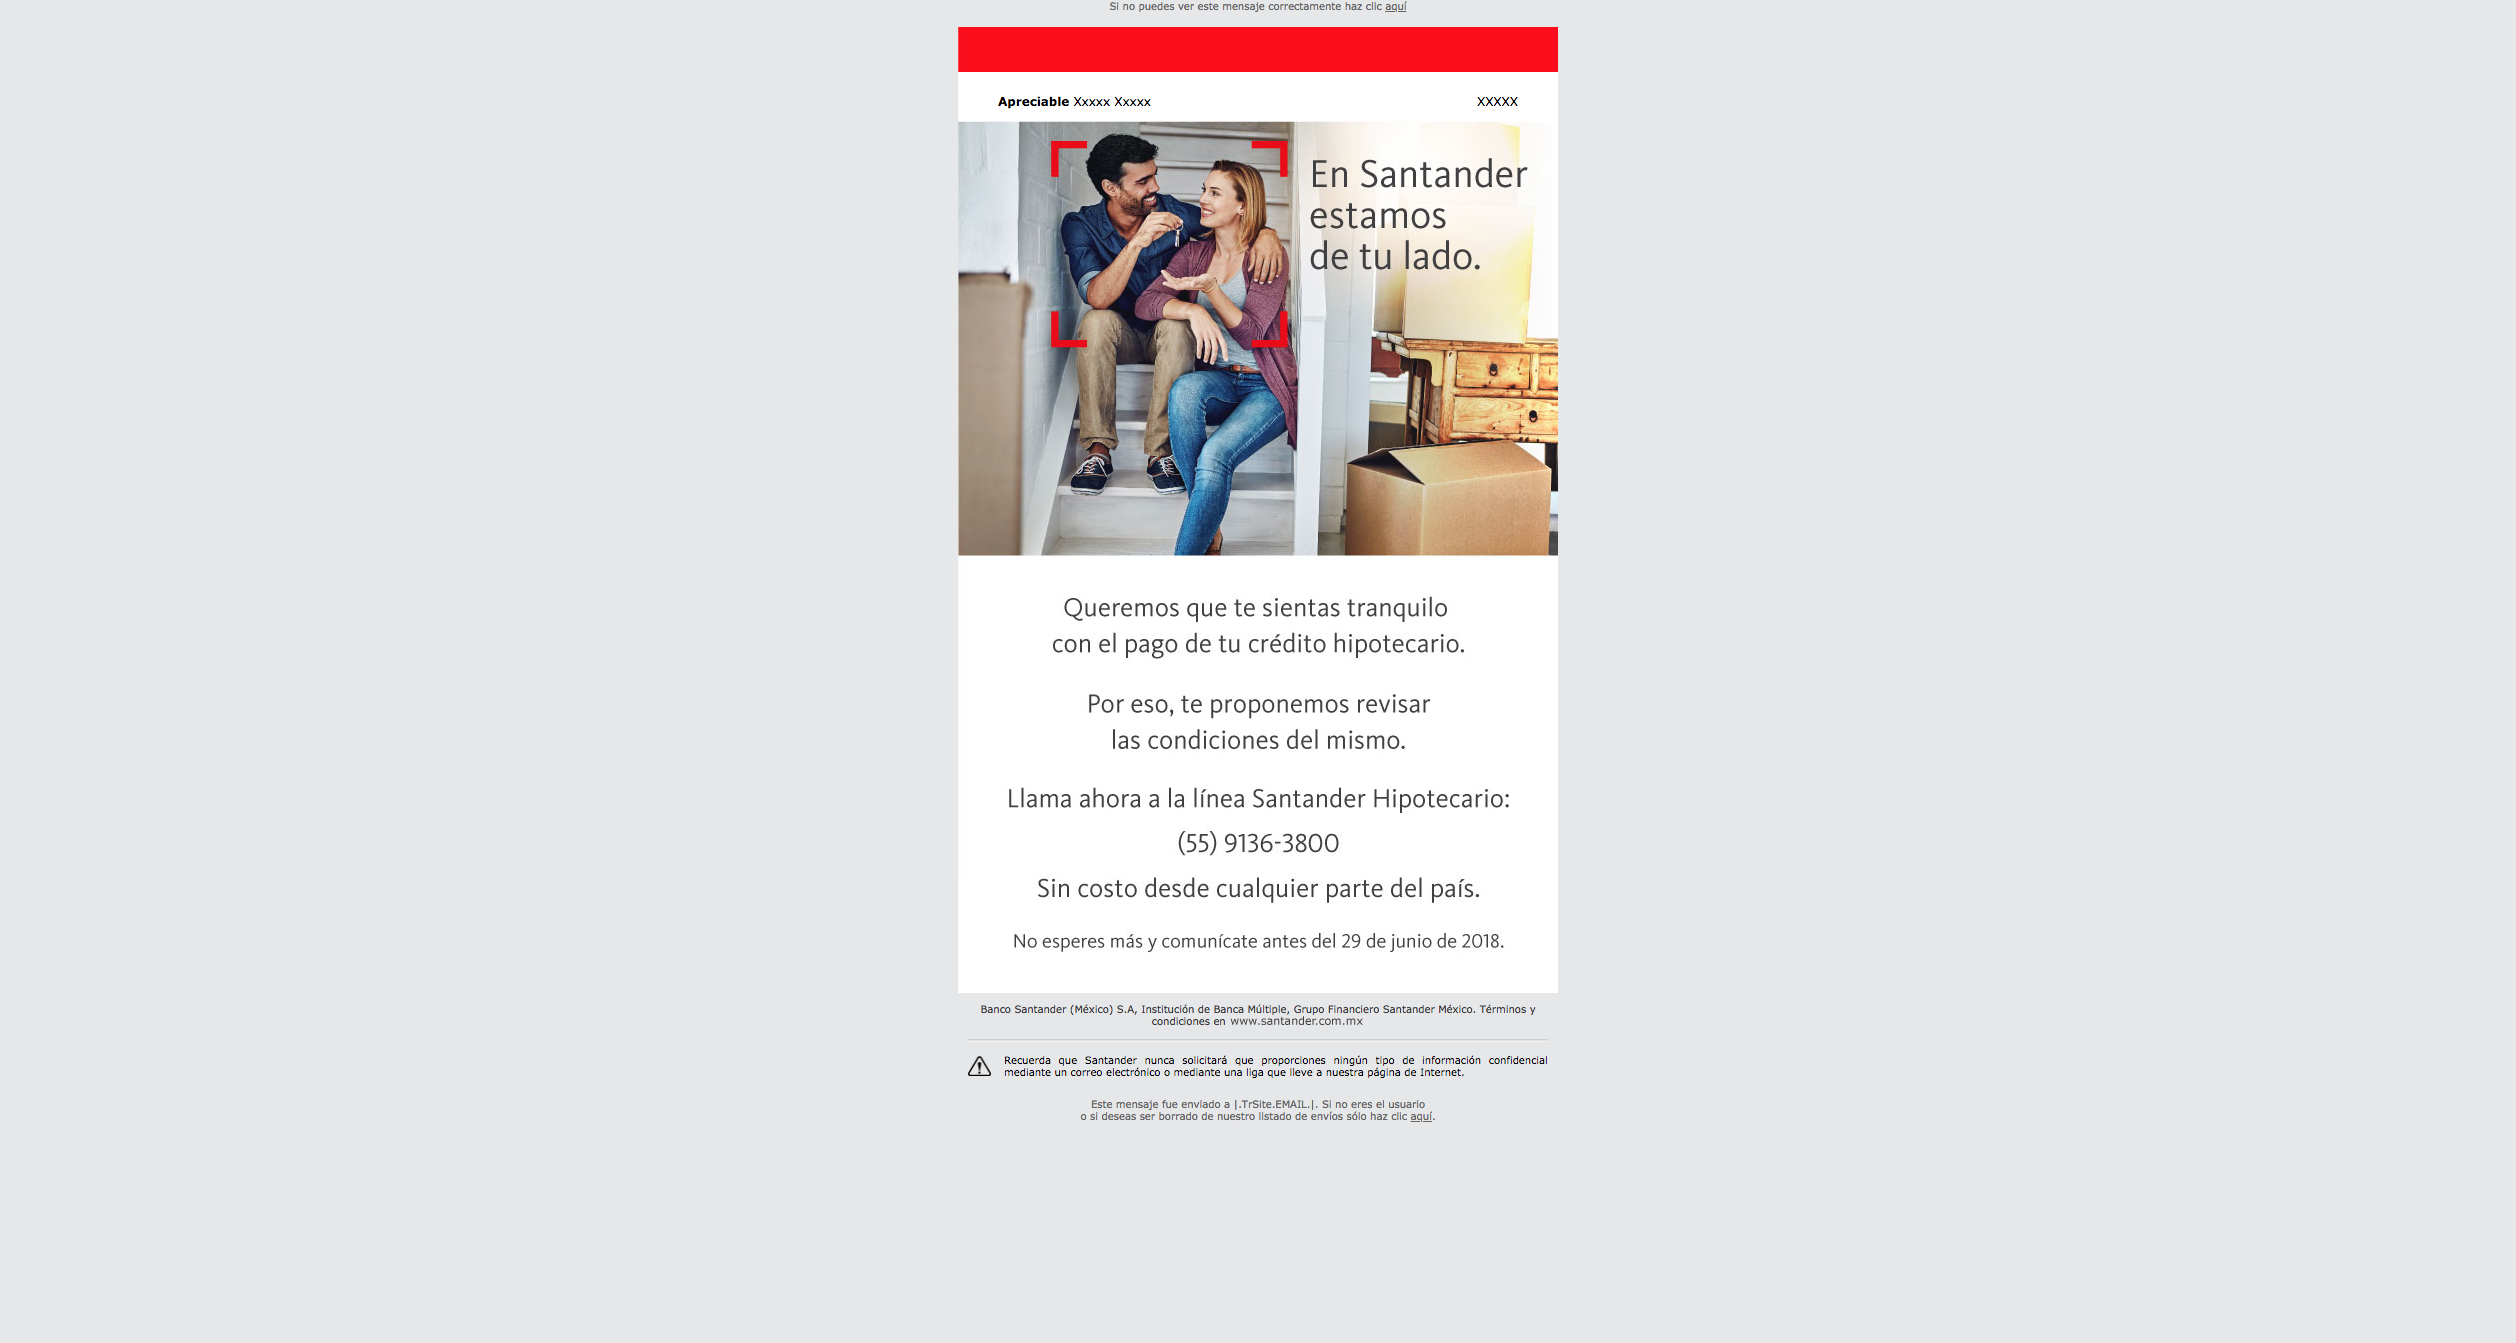 Si no puedes ver este mensaje correctamente haz clic aquí
Apreciable Xxxxx Xxxxx
XXXXX
En Santander
estamos
de tu lado.
Queremos que te sientas tranquilo
con el pago de tu crédito hipotecario.
Por eso, te proponemos revisar
las condiciones del mismo.
Llama ahora a la línea Santander Hipotecario:
(55) 9136-3800
Sin costo desde cualquier parte del país.
No esperes más y comunícate antes del 29 de junio de 2018.
Banco Santander (México) S.A, Institución de Banca Múltiple, Grupo Financiero Santander México. Términos y
condiciones en www.santander.com.mx
Recuerda que Santander nunca solicitará que proporciones ningún tipo de información confidencial
mediante un correo electrónico o mediante una liga que lleve a nuestra página de Internet.
Este mensaje fue enviado a |.TrSite.EMAIL.|. Si no eres el usuario
o si deseas ser borrado de nuestro listado de envíos sólo haz clic aquí.